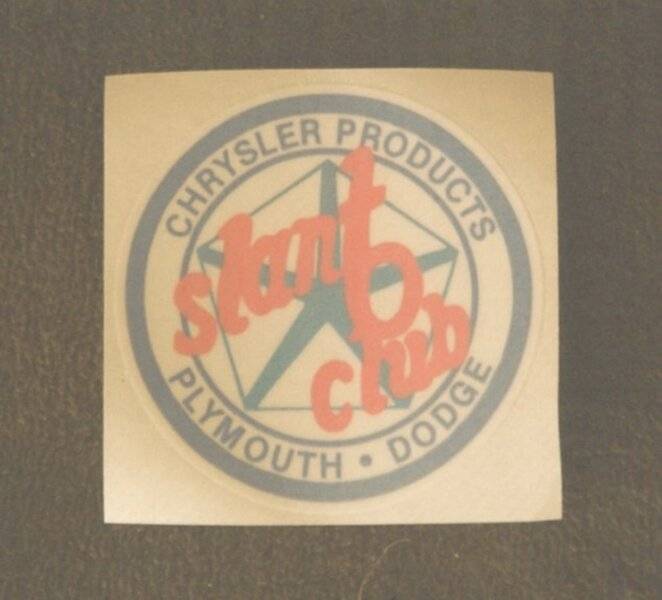 CHRYSLER PRODUCTS
slant 6
club
PLYMOUTH • DODGE